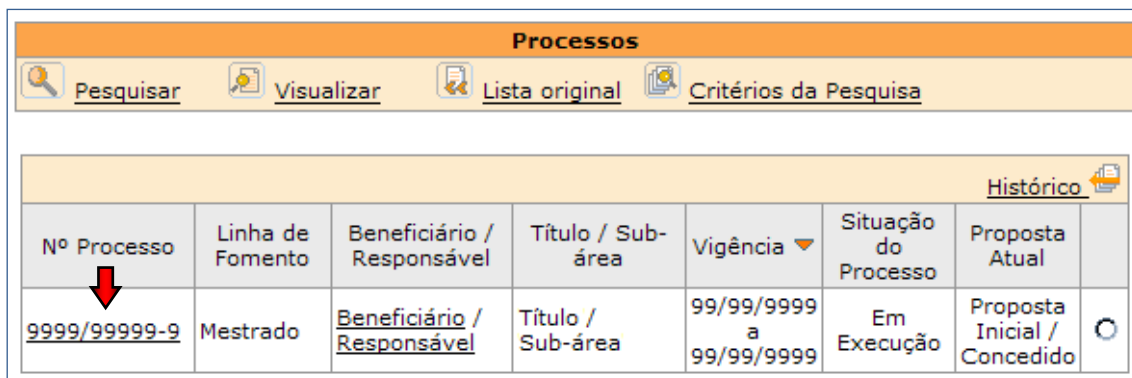 Processos
Pesquisar Visualizar Lista original Critérios da Pesquisa
Histórico
Nº Processo
Linha de
Fomento
Beneficiário /
Responsável
Título / Sub-
área
Vigência
Situação
do
Processo
Proposta
Atual
9999/99999-9
Mestrado
Beneficiário /
Responsável
Título /
Sub-área
99/99/9999
a
99/99/9999
Em
Execução
Proposta
Inicial /
Concedido